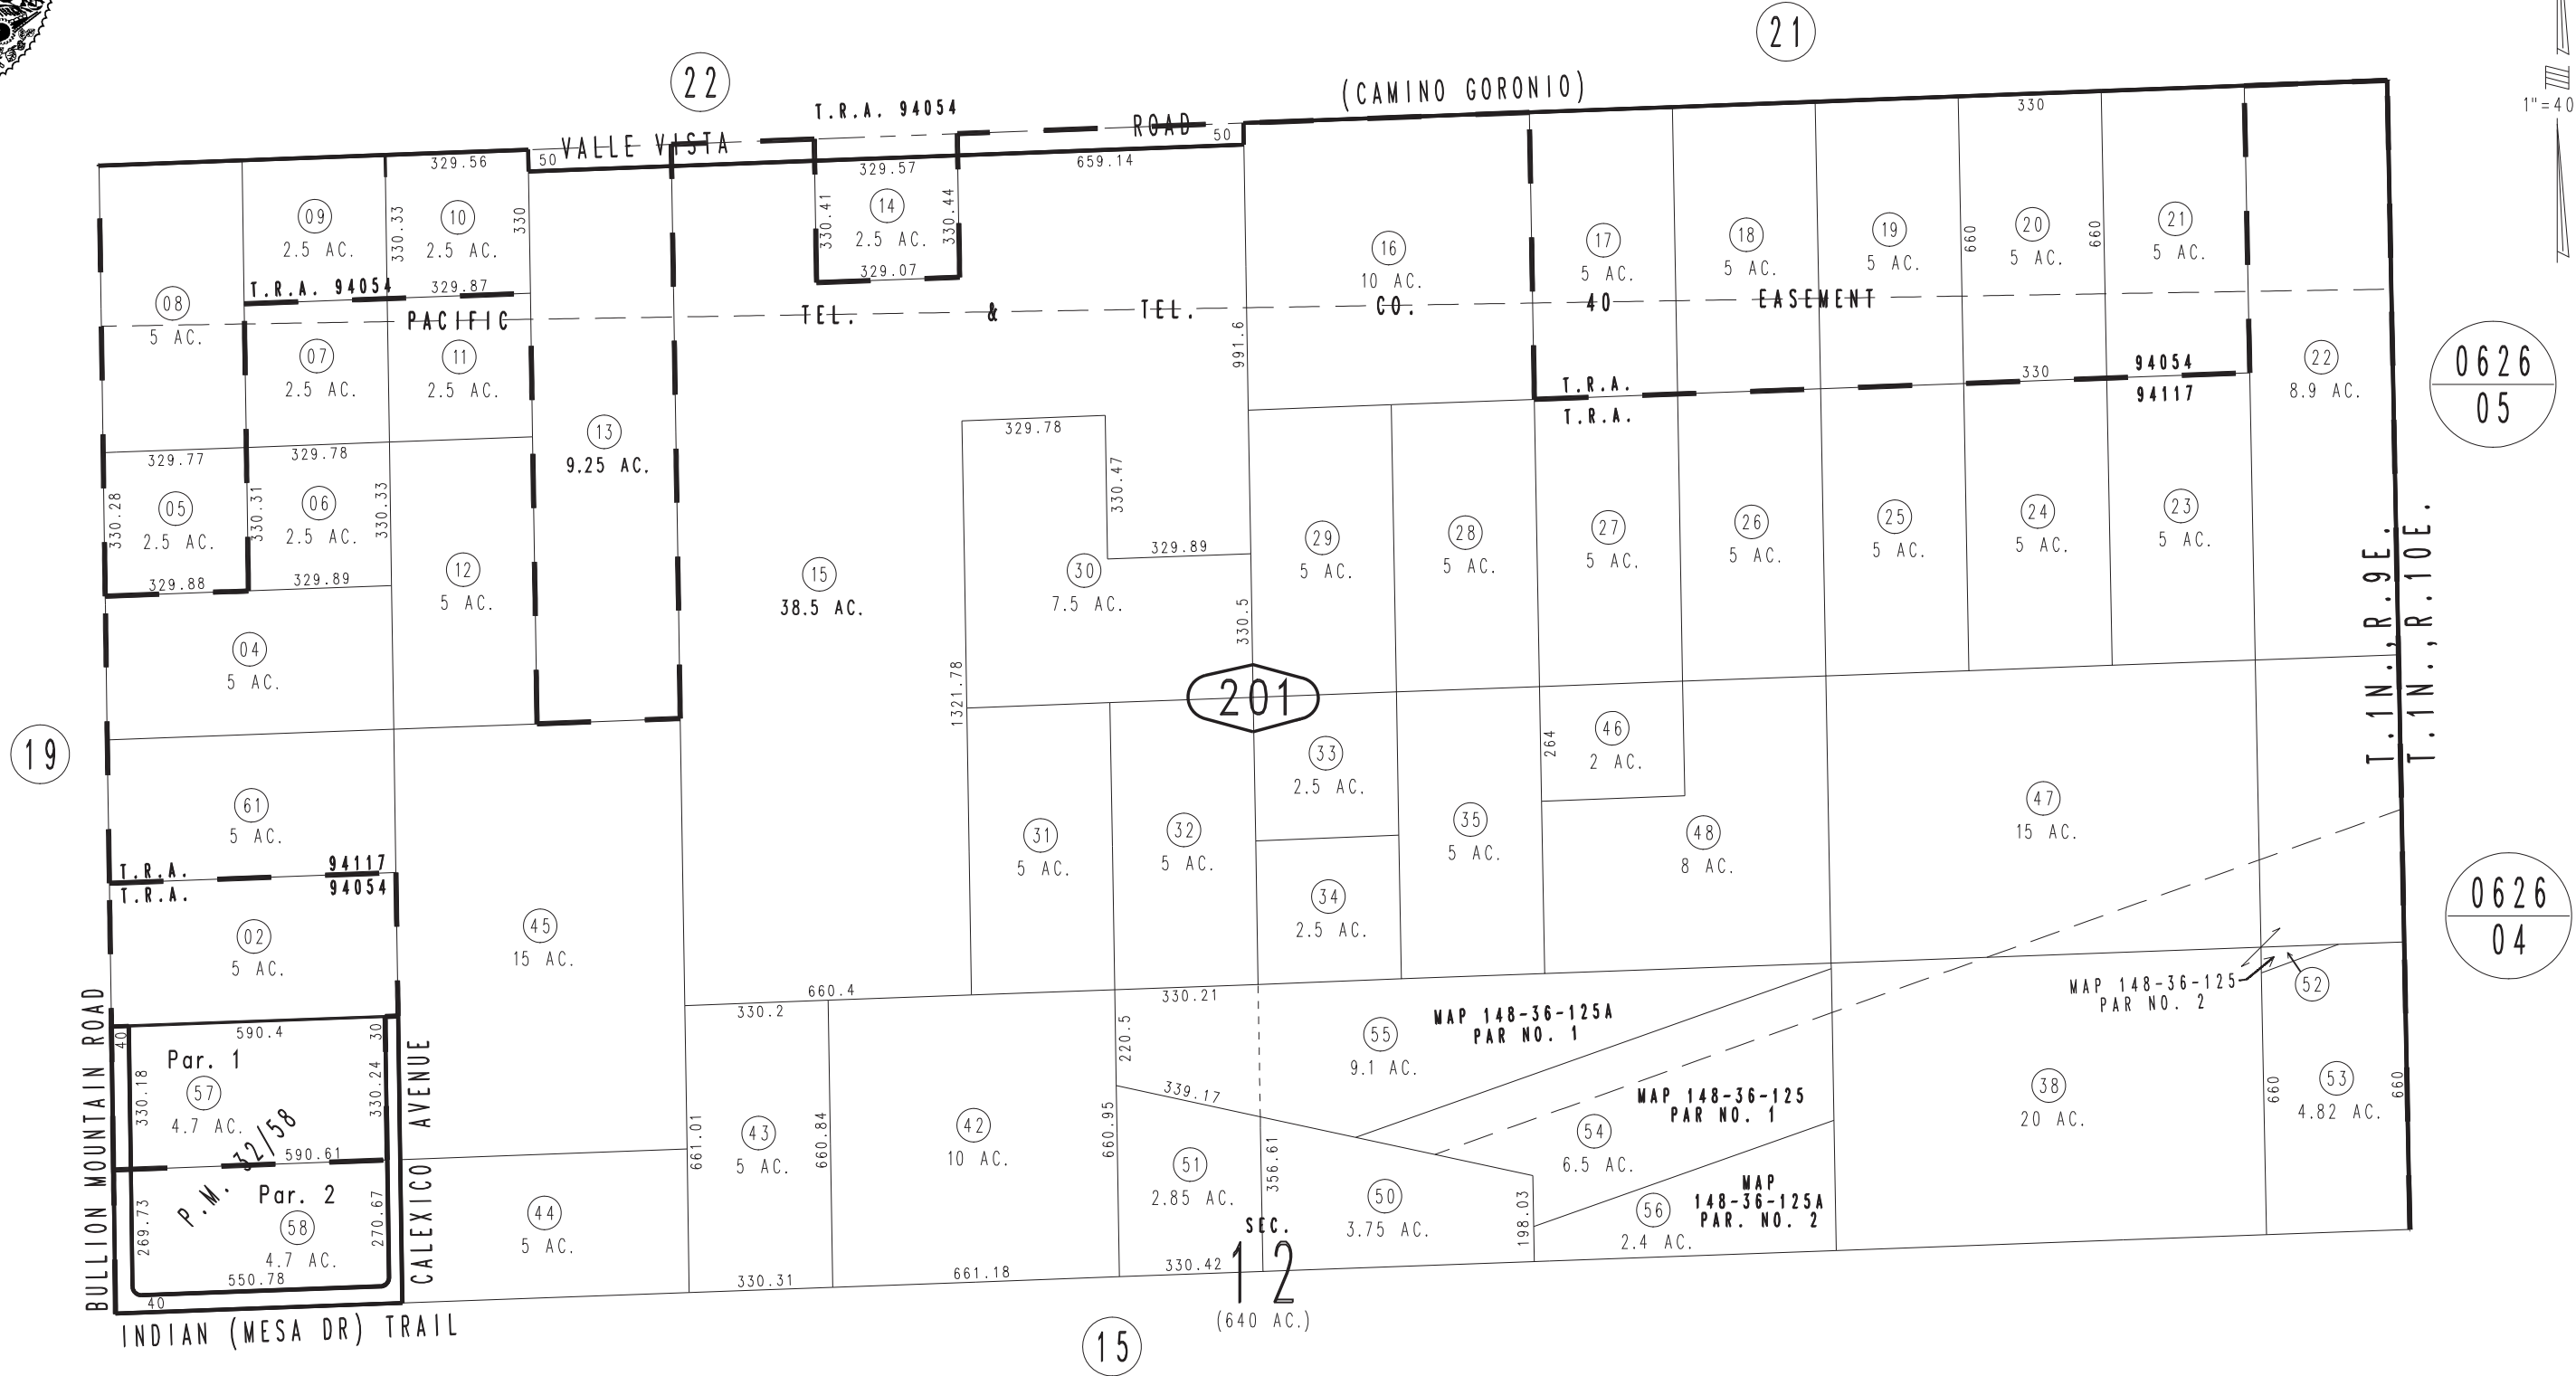 21
22
(CAMINO GORONIO)
1"=40
T.R.A. 94054
VALLE VISTA ROAD
50
50
329.56
329.57
659.14
330
09
2.5 AC.
330.33
10
2.5 AC.
330
330.41
14
2.5 AC.
330.44
329.07
16
10 AC.
17
5 AC.
18
5 AC.
19
5 AC.
660
20
5 AC.
660
21
5 AC.
T.R.A. 94054
329.87
08
5 AC.
PACIFIC TEL. & TEL. CO. 40 EASEMENT
07
2.5 AC.
11
2.5 AC.
991.6
T.R.A.
330
94054
T.R.A.
94117
22
8.9 AC.
0626
05
13
9.25 AC.
329.77
329.78
329.78
330.28
05
2.5 AC.
330.31
06
2.5 AC.
330.33
330.47
329.88
329.89
12
5 AC.
15
38.5 AC.
329.89
30
7.5 AC.
330.5
29
5 AC.
28
5 AC.
27
5 AC.
26
5 AC.
25
5 AC.
24
5 AC.
23
5 AC.
T.1N.,R.9E.
T.1N.,R.10E.
04
5 AC.
1321.78
201
19
61
5 AC.
33
2.5 AC.
264
46
2 AC.
47
15 AC.
31
5 AC.
32
5 AC.
35
5 AC.
48
8 AC.
T.R.A. 94117
T.R.A. 94054
34
2.5 AC.
0626
04
02
5 AC.
45
15 AC.
660.4
330.2
330.21
MAP 148-36-125
PAR NO. 2
52
MAP 148-36-125A
PAR NO. 1
BULLION MOUNTAIN ROAD
40
590.4
30
Par. 1
330.18
57
4.7 AC.
330.24
CALEXICO AVENUE
220.5
55
9.1 AC.
339.17
MAP 148-36-125
PAR NO. 1
38
20 AC.
660
53
4.82 AC.
660
P.M. 32/58
590.61
661.01
43
5 AC.
660.84
42
10 AC.
660.95
54
6.5 AC.
Par. 2
269.73
58
4.7 AC.
270.67
550.78
40
44
5 AC.
51
2.85 AC.
356.61
50
3.75 AC.
198.03
56
2.4 AC.
MAP
148-36-125A
PAR. NO. 2
SEC.
12
(640 AC.)
330.31
661.18
330.42
INDIAN (MESA DR) TRAIL
15